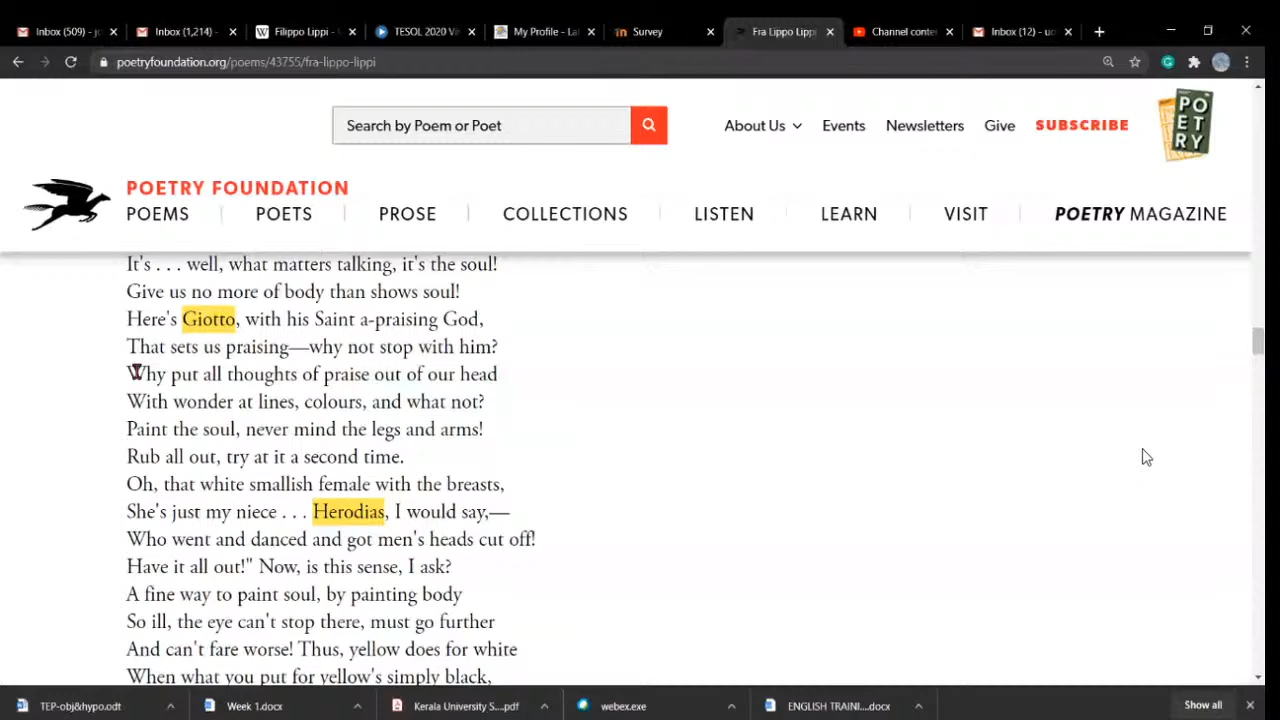 Inbox (509) - jo
Inbox (1,214) -
Filippo Lippi -
TESOL 2020 Vi
My Profile - La
Survey
Fra Lippo Lippi
Channel conte
Inbox (12) - uo
poetryfoundation.org/poems/43755/fra-lippo-lippi
Search by Poem or Poet
About Us
Events
Newsletters
Give
SUBSCRIBE
POETRY
POETRY FOUNDATION
POEMS
POETS
PROSE
COLLECTIONS
LISTEN
LEARN
VISIT
POETRY MAGAZINE
It's . . . well, what matters talking, it's the soul!
Give us no more of body than shows soul!
Here's Giotto, with his Saint a-praising God,
That sets us praising—why not stop with him?
Why put all thoughts of praise out of our head
With wonder at lines, colours, and what not?
Paint the soul, never mind the legs and arms!
Rub all out, try at it a second time.
Oh, that white smallish female with the breasts,
She's just my niece . . . Herodias, I would say,—
Who went and danced and got men's heads cut off!
Have it all out!" Now, is this sense, I ask?
A fine way to paint soul, by painting body
So ill, the eye can't stop there, must go further
And can't fare worse! Thus, yellow does for white
When what you put for yellow's simply black,
TEP-obj&hypo.odt
Week 1.docx
Kerala University S....pdf
webex.exe
ENGLISH TRAINI....docx
Show all